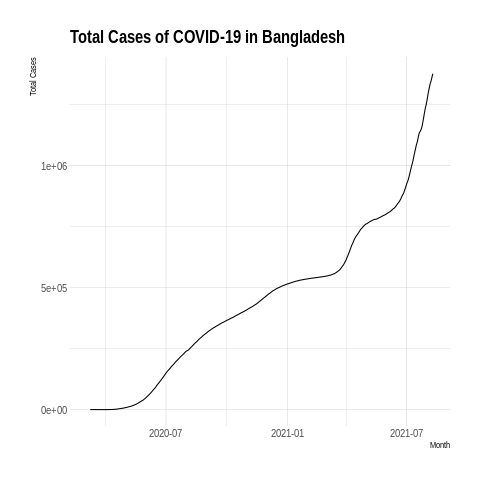 Total Cases of COVID-19 in Bangladesh
Total Cases
1e+06
5e+05
0e+00
2020-07 2021-01 2021-07
Month